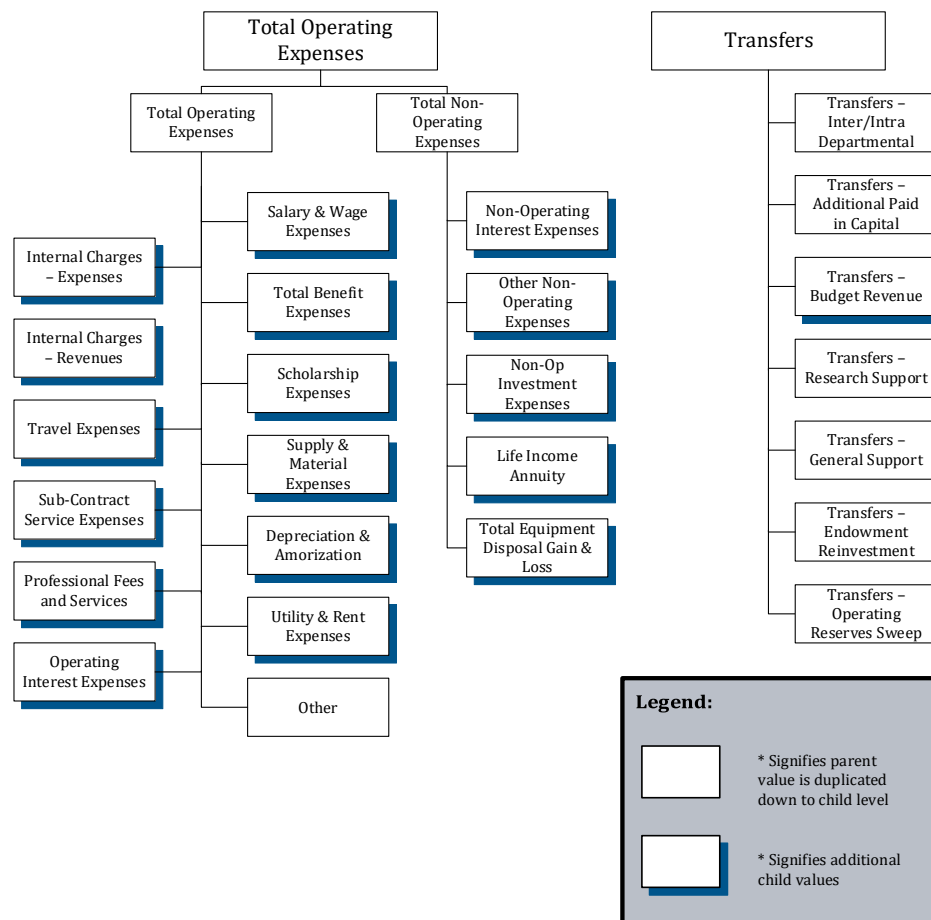 Total Operating
Expenses
Transfers
Total Operating
Expenses
Total Non-
Operating
Expenses
Transfers –
Inter/Intra
Departmental
Transfers –
Additional Paid
in Capital
Transfers –
Budget Revenue
Transfers –
Research Support
Transfers –
General Support
Transfers –
Endowment
Reinvestment
Transfers –
Operating
Reserves Sweep
Internal Charges
– Expenses
Internal Charges
– Revenues
Travel Expenses
Sub-Contract
Service Expenses
Professional Fees
and Services
Operating
Interest Expenses
Salary & Wage
Expenses
Total Benefit
Expenses
Scholarship
Expenses
Supply &
Material
Expenses
Depreciation &
Amorization
Utility & Rent
Expenses
Other
Non-Operating
Interest Expenses
Other Non-
Operating
Expenses
Non-Op
Investment
Expenses
Life Income
Annuity
Total Equipment
Disposal Gain &
Loss
Legend:
* Signifies parent
value is duplicated
down to child level
* Signifies additional
child values